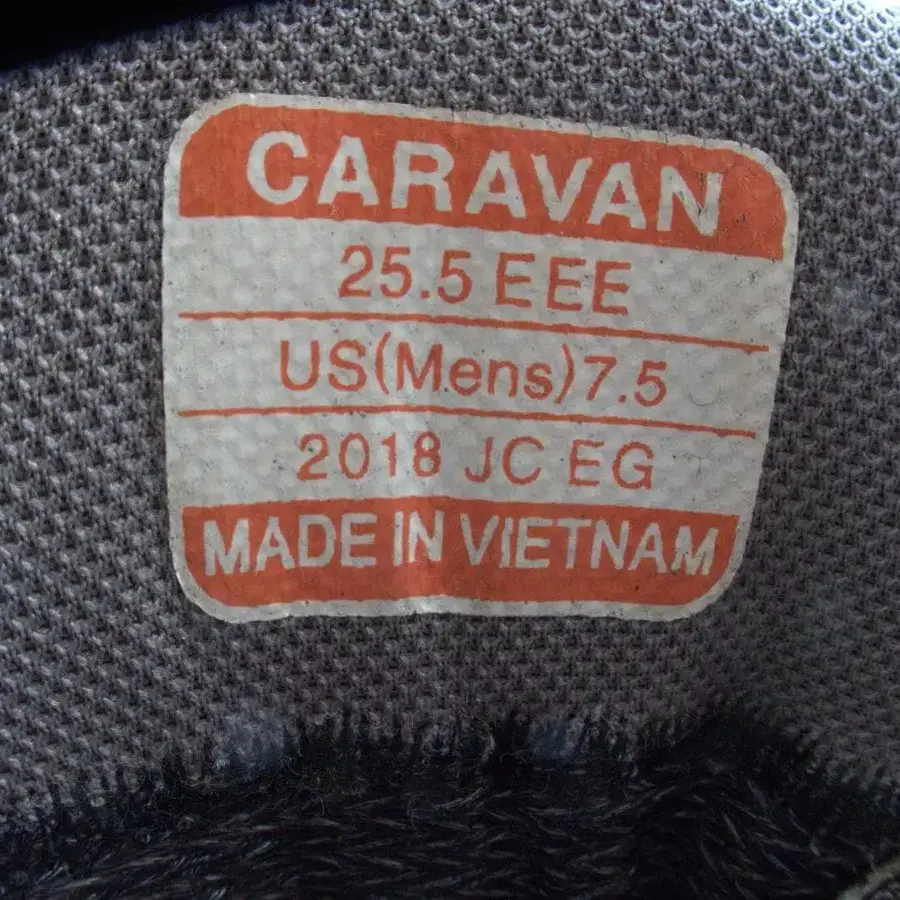 CARAVAN
25.5 EEE
US(Mens)7.5
2018 JC EG
MADE IN VIETNAM